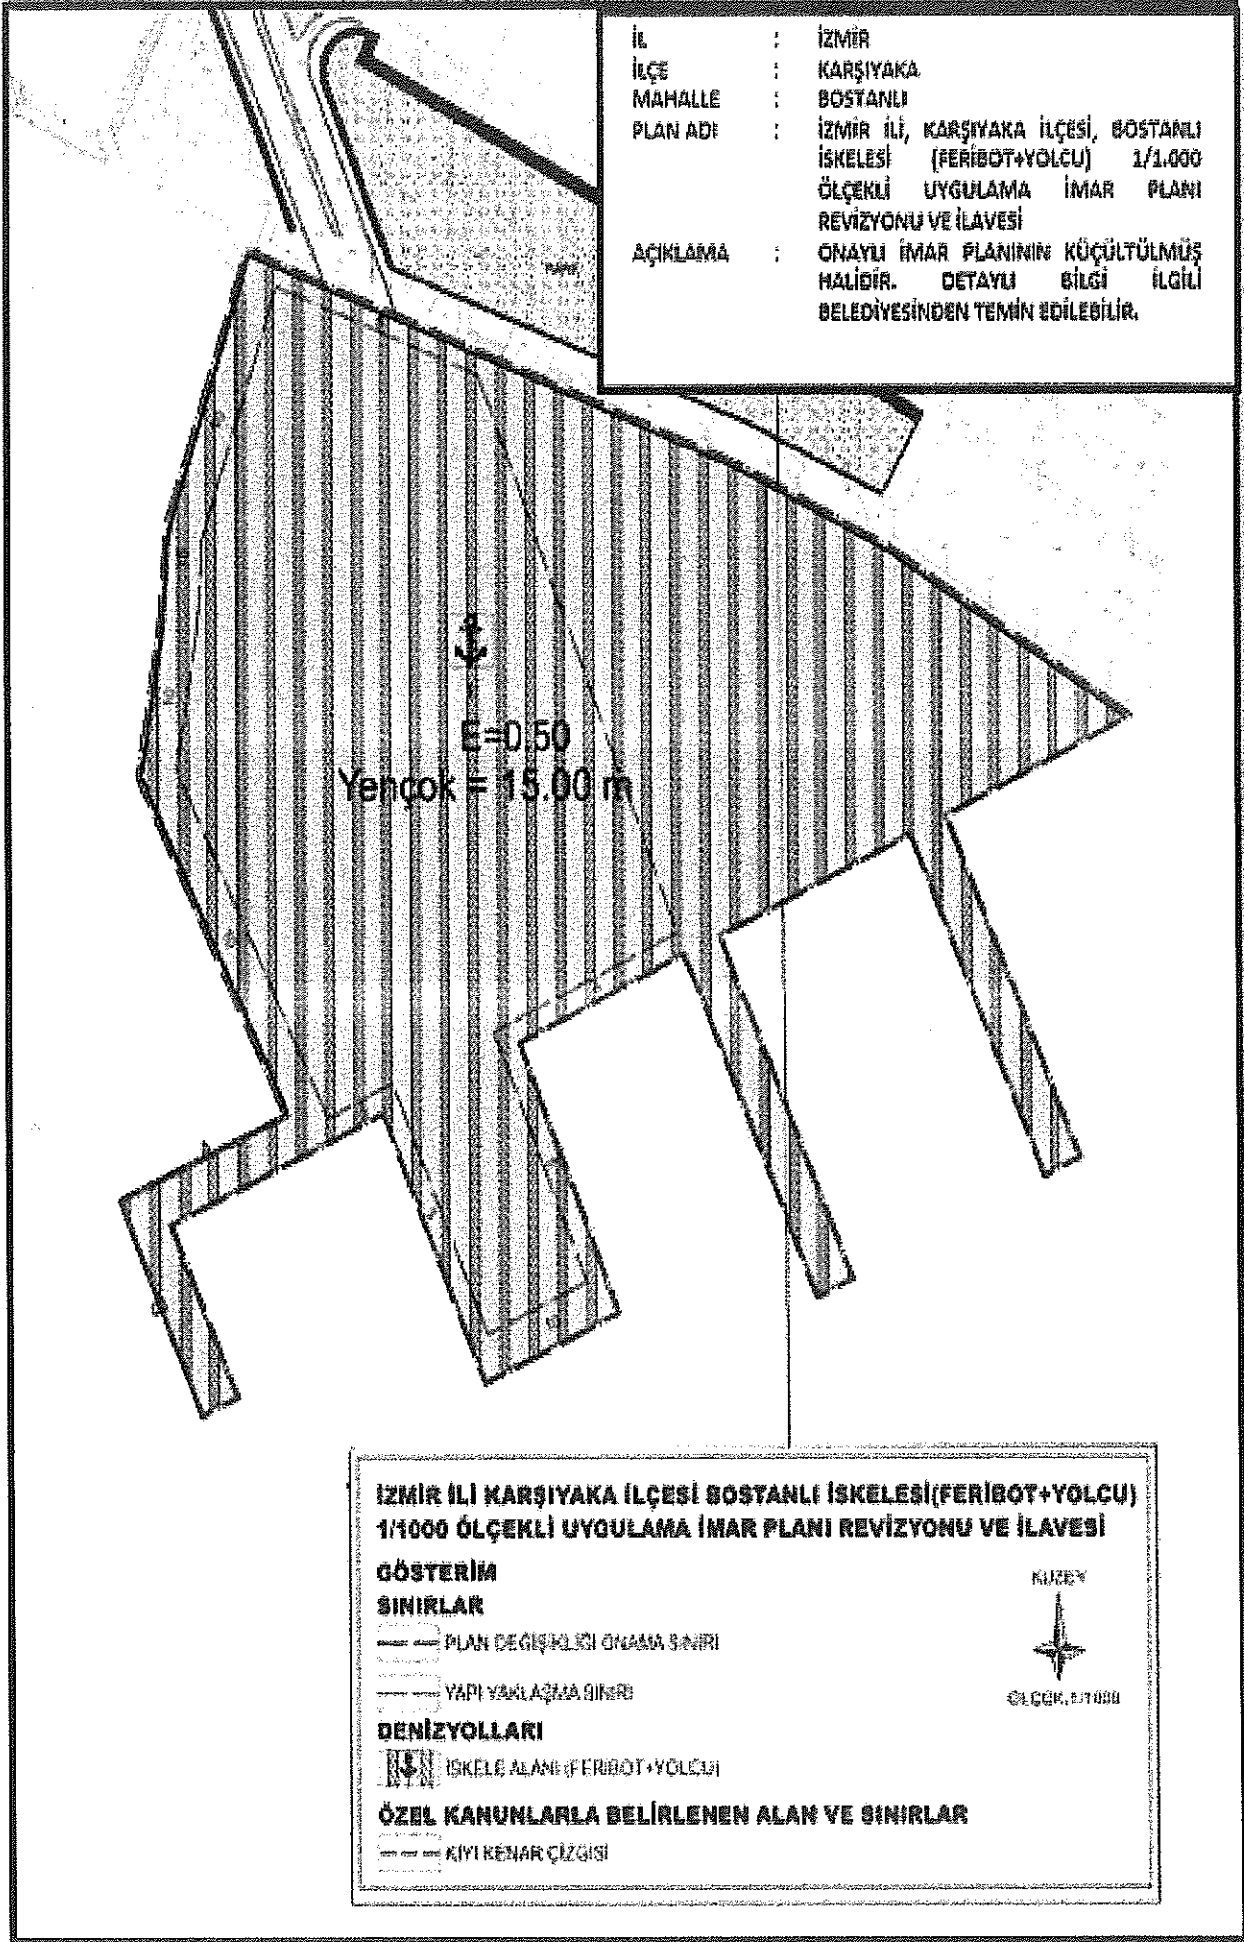 İL : İZMİR
İLÇE : KARŞIYAKA
MAHALLE : BOSTANLI
PLAN ADI : İZMİR İLİ, KARŞIYAKA İLÇESİ, BOSTANLI
İSKELESİ (FERİBOT+YOLCU) 1/1.000
ÖLÇEKLİ UYGULAMA İMAR PLANI
REVİZYONU VE İLAVESİ
AÇIKLAMA : ONAYLI İMAR PLANININ KÜÇÜLTÜLMÜŞ
HALİDİR. DETAYLI BİLGİ İLGİLİ
BELEDİYESİNDEN TEMİN EDİLEBİLİR.
PARK
E=0.50
Yençok = 15.00 m
İZMİR İLİ KARŞIYAKA İLÇESİ BOSTANLI İSKELESİ(FERİBOT+YOLCU)
1/1000 ÖLÇEKLİ UYGULAMA İMAR PLANI REVİZYONU VE İLAVESİ
GÖSTERİM
SINIRLAR
PLAN DEĞİŞİKLİĞİ ONAMA SINIRI
YAPI YAKLAŞMA SINIRI
DENİZYOLLARI
İSKELE ALANI (FERİBOT+YOLCU)
ÖZEL KANUNLARLA BELİRLENEN ALAN VE SINIRLAR
KIYI KENAR ÇİZGİSİ
KUZEY
ÖLÇEK:1/1000